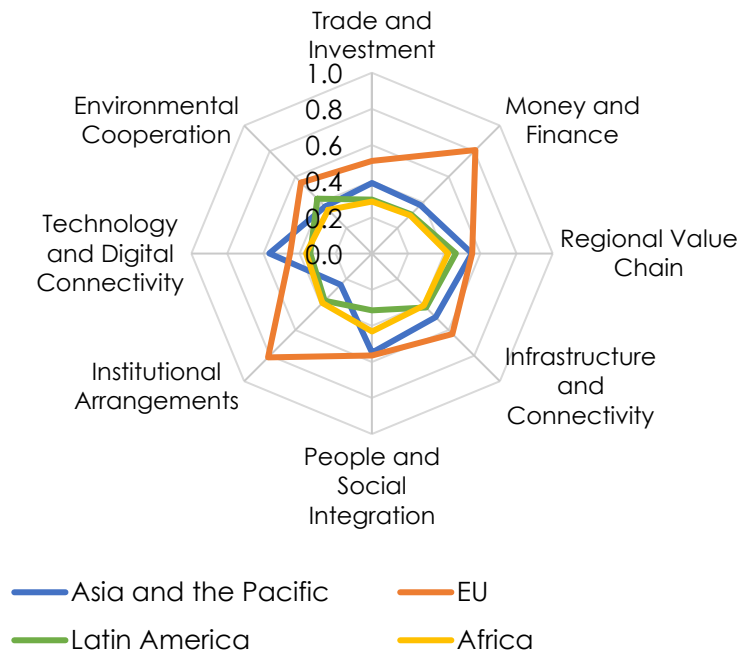 Trade and
Investment
1.0
0.8
0.6
0.4
0.2
0.0
Money and
Finance
Regional Value
Chain
Infrastructure
and
Connectivity
People and
Social
Integration
Institutional
Arrangements
Technology
and Digital
Connectivity
Environmental
Cooperation
Asia and the Pacific
EU
Latin America
Africa